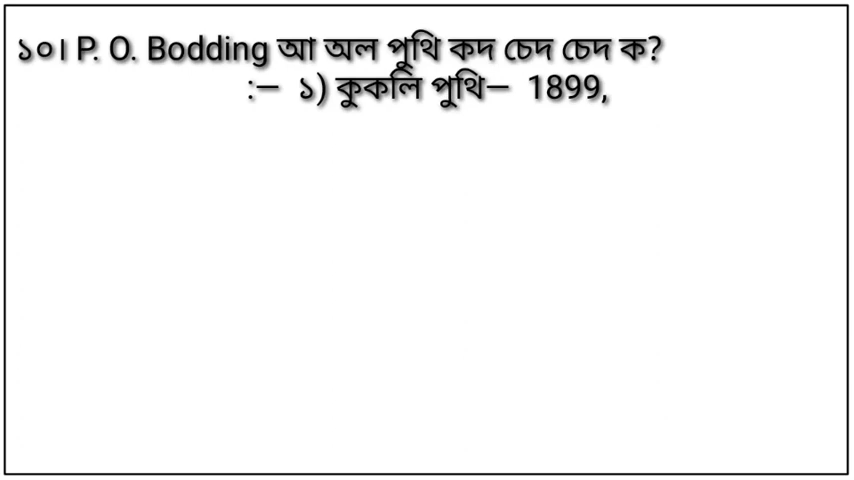 ১০। P. O. Bodding আ অল পুথি কদ চেদ চেদ ক?
:— ১) কুকলি পুথি— 1899,